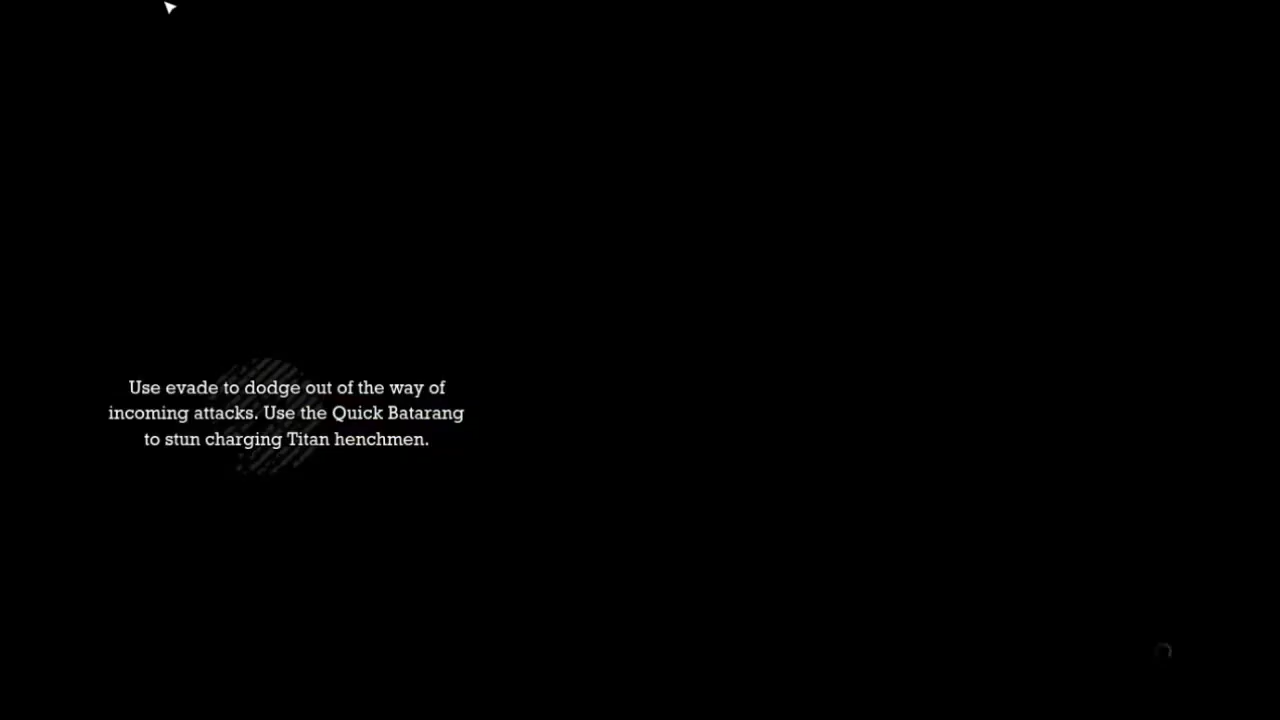 Use evade to dodge out of the way of
incoming attacks. Use the Quick Batarang
to stun charging Titan henchmen.